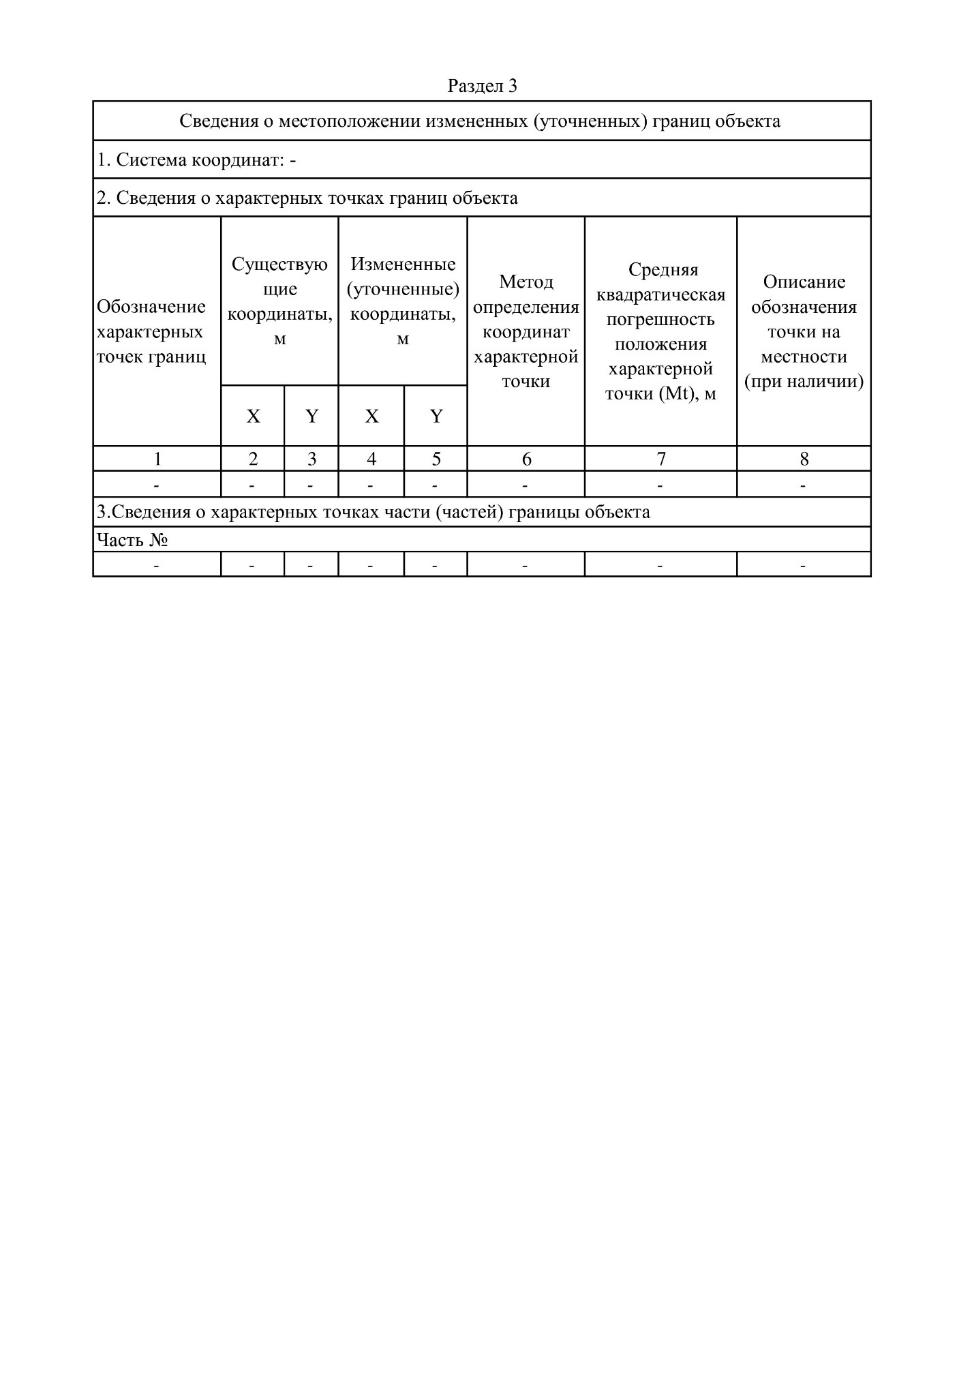 Раздел 3
Сведения о местоположении измененных (уточненных) границ объекта
1. Система координат: -
2. Сведения о характерных точках границ объекта
Обозначение
характерных
точек границ
Существую
щие
координаты,
м
Измененные
(уточненные)
координаты,
м
Метод
определения
координат
характерной
точки
Средняя
квадратическая
погрешность
положения
характерной
точки (Mt), м
Описание
обозначения
точки на
местности
(при наличии)
X Y X Y
1 2 3 4 5 6 7 8
- - - - - - - -
3.Сведения о характерных точках части (частей) границы объекта
Часть №
- - - - - - - -